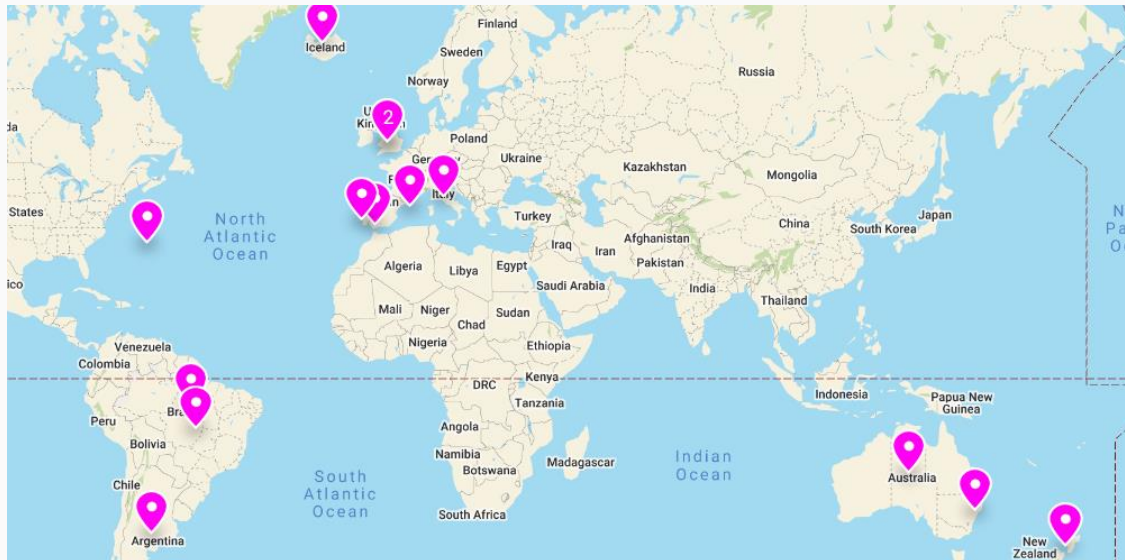 Iceland
Finland
Sweden
Norway
Russia
2
Poland
Ukraine
Kazakhstan
Mongolia
Italy
States
North
Atlantic
Ocean
Turkey
China
Japan
South Korea
Iraq
Iran
Afghanistan
Pakistan
Algeria
Libya
Egypt
Saudi Arabia
India
Thailand
Mali
Niger
Chad
Sudan
Nigeria
Ethiopia
Venezuela
Colombia
DRC
Kenya
Tanzania
Indonesia
Papua New
Guinea
Peru
Bolivia
Angola
Namibia
Botswana
Madagascar
Indian
Ocean
Chile
South
Atlantic
Ocean
South Africa
Australia
Argentina
New
Zealand